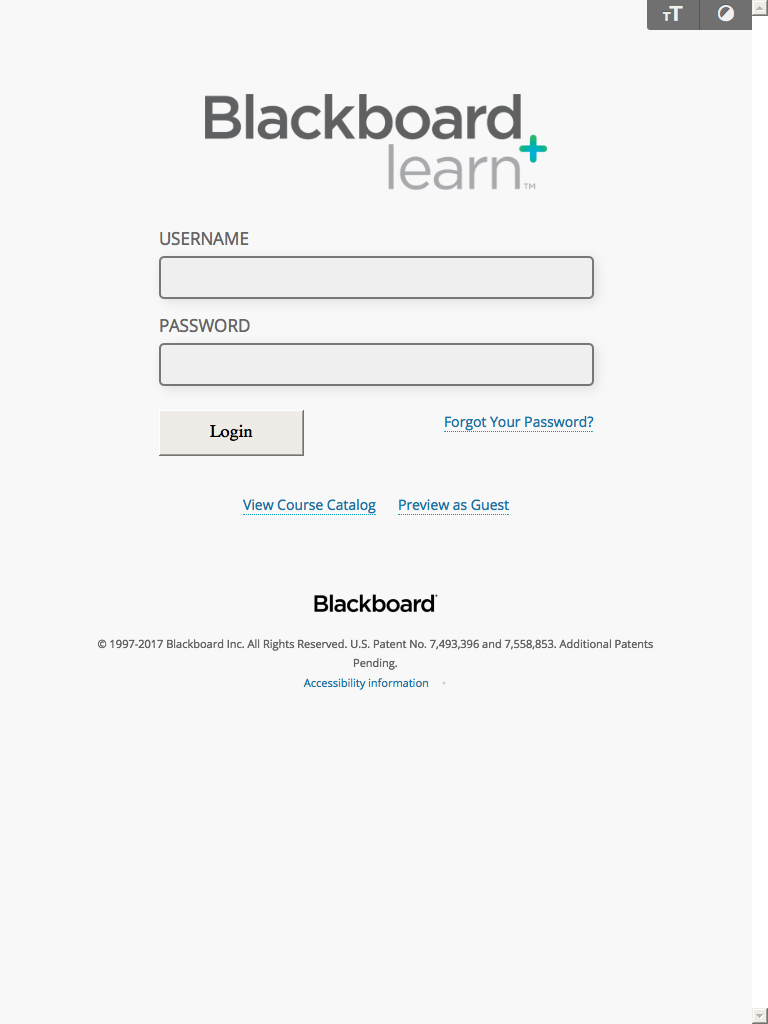 TT
Blackboard
learn™
USERNAME
PASSWORD
Login
Forgot Your Password?
View Course Catalog
Preview as Guest
Blackboard
© 1997-2017 Blackboard Inc. All Rights Reserved. U.S. Patent No. 7,493,396 and 7,558,853. Additional Patents
Pending.
Accessibility information